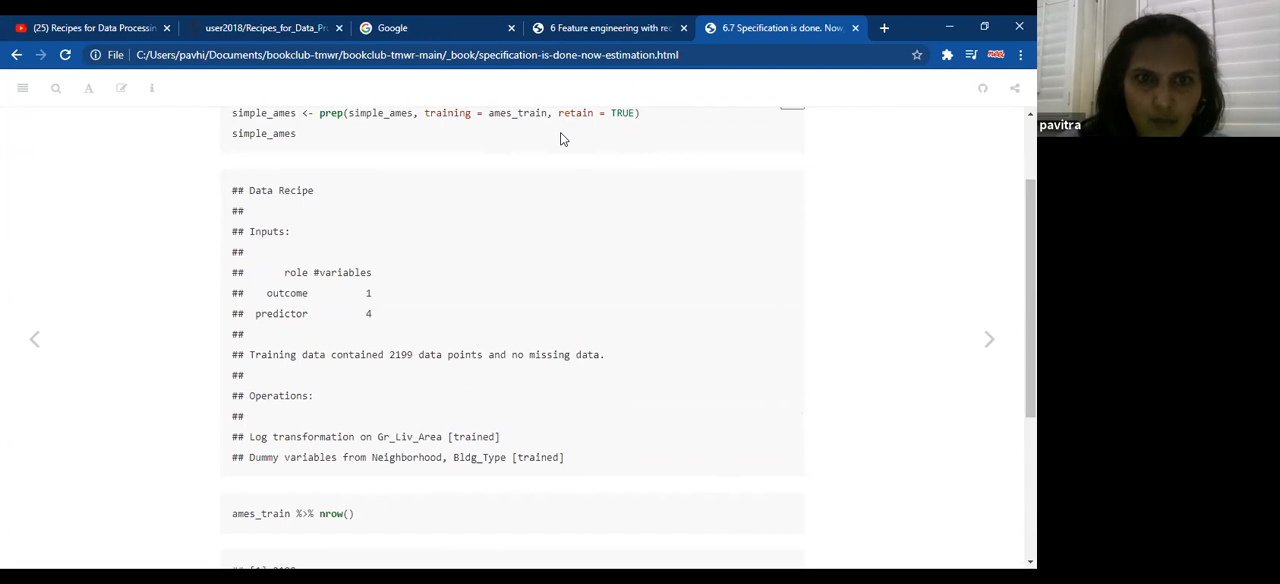 (25) Recipes for Data Processin
user2018/Recipes_for_Data_Pr
Google
6 Feature engineering with rec
6.7 Specification is done. Now,
File
C:/Users/pavhi/Documents/bookclub-tmwr/bookclub-tmwr-main/_book/specification-is-done-now-estimation.html
pavitra
simple_ames <- prep(simple_ames, training = ames_train, retain = TRUE)
simple_ames
## Data Recipe
##
## Inputs:
##
## role #variables
## outcome 1
## predictor 4
##
## Training data contained 2199 data points and no missing data.
##
## Operations:
##
## Log transformation on Gr_Liv_Area [trained]
## Dummy variables from Neighborhood, Bldg_Type [trained]
ames_train %>% nrow()